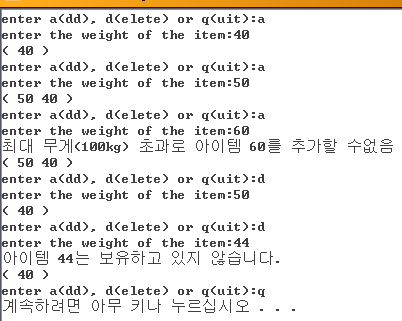 enter a(dd), d(elete) or q(uit):a
enter the weight of the item:40
( 40 )
enter a(dd), d(elete) or q(uit):a
enter the weight of the item:50
( 50 40 )
enter a(dd), d(elete) or q(uit):a
enter the weight of the item:60
최대 무게(100kg) 초과로 아이템 60를 추가할 수없음
( 50 40 )
enter a(dd), d(elete) or q(uit):d
enter the weight of the item:50
( 40 )
enter a(dd), d(elete) or q(uit):d
enter the weight of the item:44
아이템 44는 보유하고 있지 않습니다.
( 40 )
enter a(dd), d(elete) or q(uit):q
계속하려면 아무 키나 누르십시오 . . .